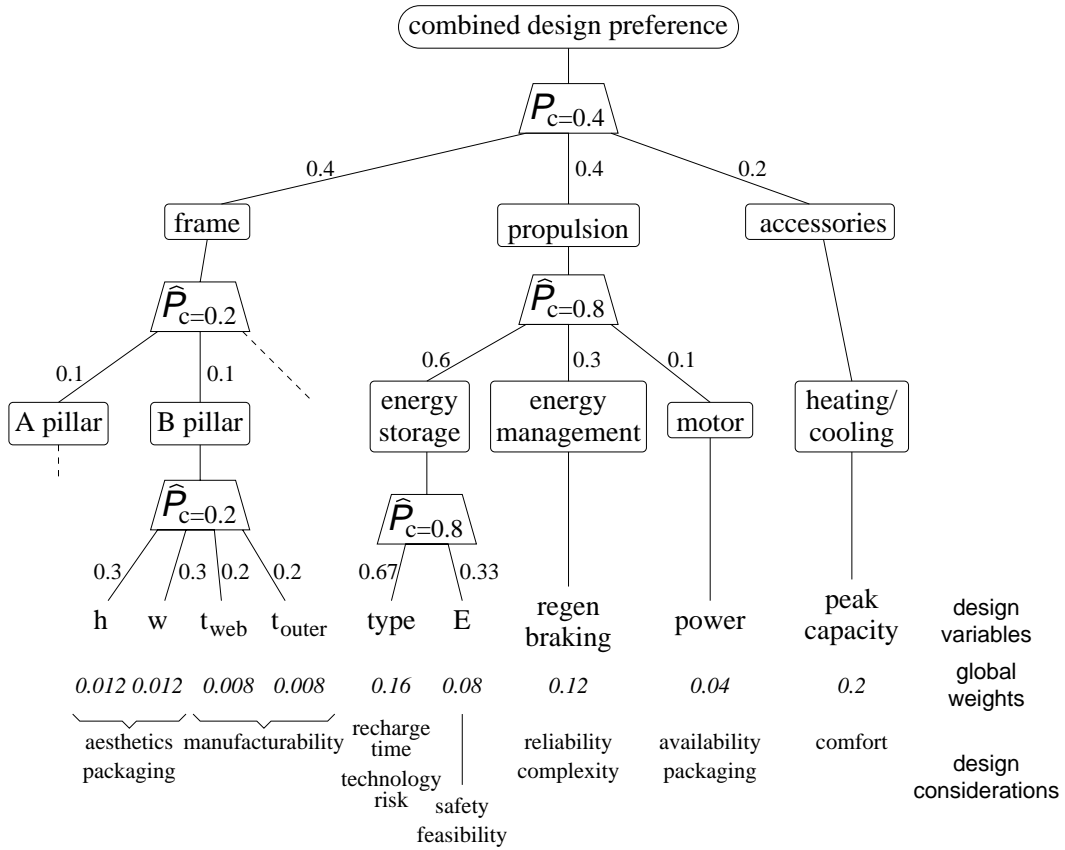 combined design preference
P c=0.4
0.4 0.4 0.2
frame propulsion accessories
P̂ c=0.2 P̂ c=0.8
0.1 0.1 0.6 0.3 0.1
A pillar B pillar energy storage energy management motor heating/ cooling
P̂ c=0.2 P̂ c=0.8
0.3 0.3 0.2 0.2 0.67 0.33
h w t web t outer type E regen braking power peak capacity design variables
0.012 0.012 0.008 0.008 0.16 0.08 0.12 0.04 0.2 global weights
aesthetics packaging manufacturability recharge time technology risk safety feasibility reliability complexity availability packaging comfort design considerations